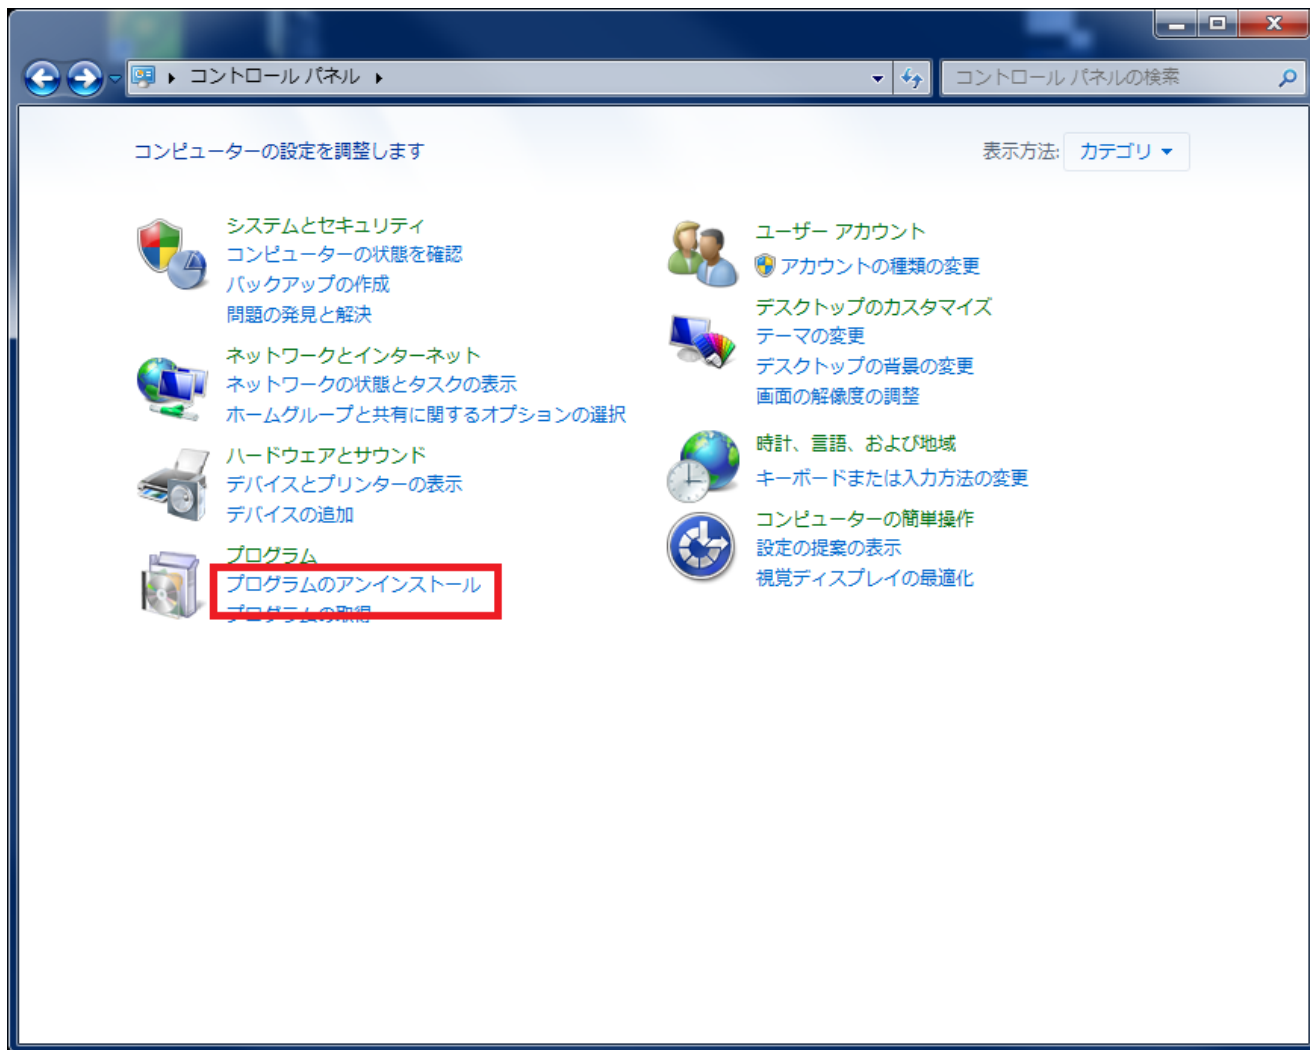 コントロール パネル
コントロール パネルの検索
コンピューターの設定を調整します
表示方法: カテゴリ
システムとセキュリティ
コンピューターの状態を確認
バックアップの作成
問題の発見と解決
ネットワークとインターネット
ネットワークの状態とタスクの表示
ホームグループと共有に関するオプションの選択
ハードウェアとサウンド
デバイスとプリンターの表示
デバイスの追加
プログラム
プログラムのアンインストール
プログラムの取得
ユーザー アカウント
アカウントの種類の変更
デスクトップのカスタマイズ
テーマの変更
デスクトップの背景の変更
画面の解像度の調整
時計、言語、および地域
キーボードまたは入力方法の変更
コンピューターの簡単操作
設定の提案の表示
視覚ディスプレイの最適化